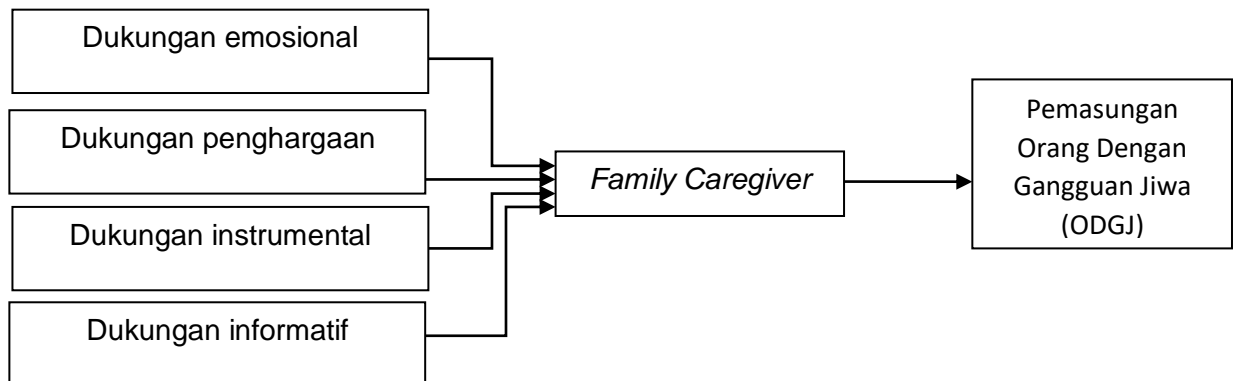 Dukungan emosional
Dukungan penghargaan
Dukungan instrumental
Dukungan informatif
Family Caregiver
Pemasungan
Orang Dengan
Gangguan Jiwa
(ODGJ)